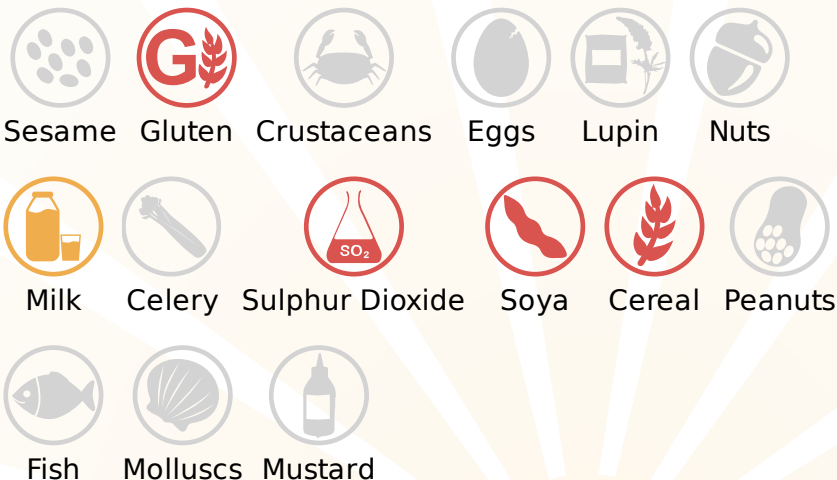 G
Sesame Gluten Crustaceans Eggs Lupin Nuts
SO₂
Milk Celery Sulphur Dioxide Soya Cereal Peanuts
Fish Molluscs Mustard